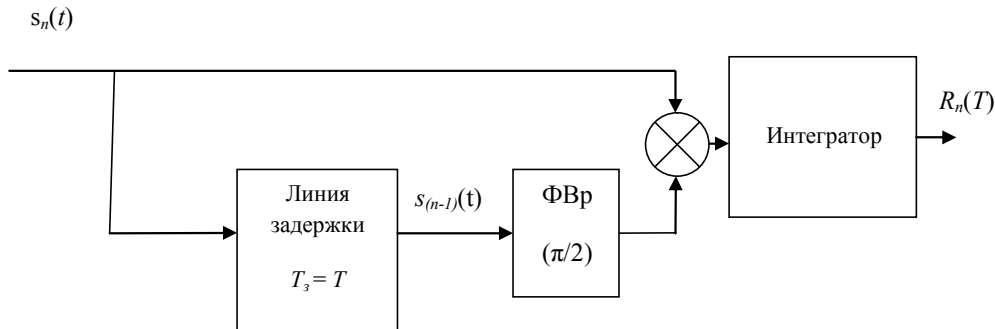 sₙ(t)
Rₙ(T)
Интегратор
Линия
задержки
Tз = T
s(n-1)(t)
ФВр
(π/2)